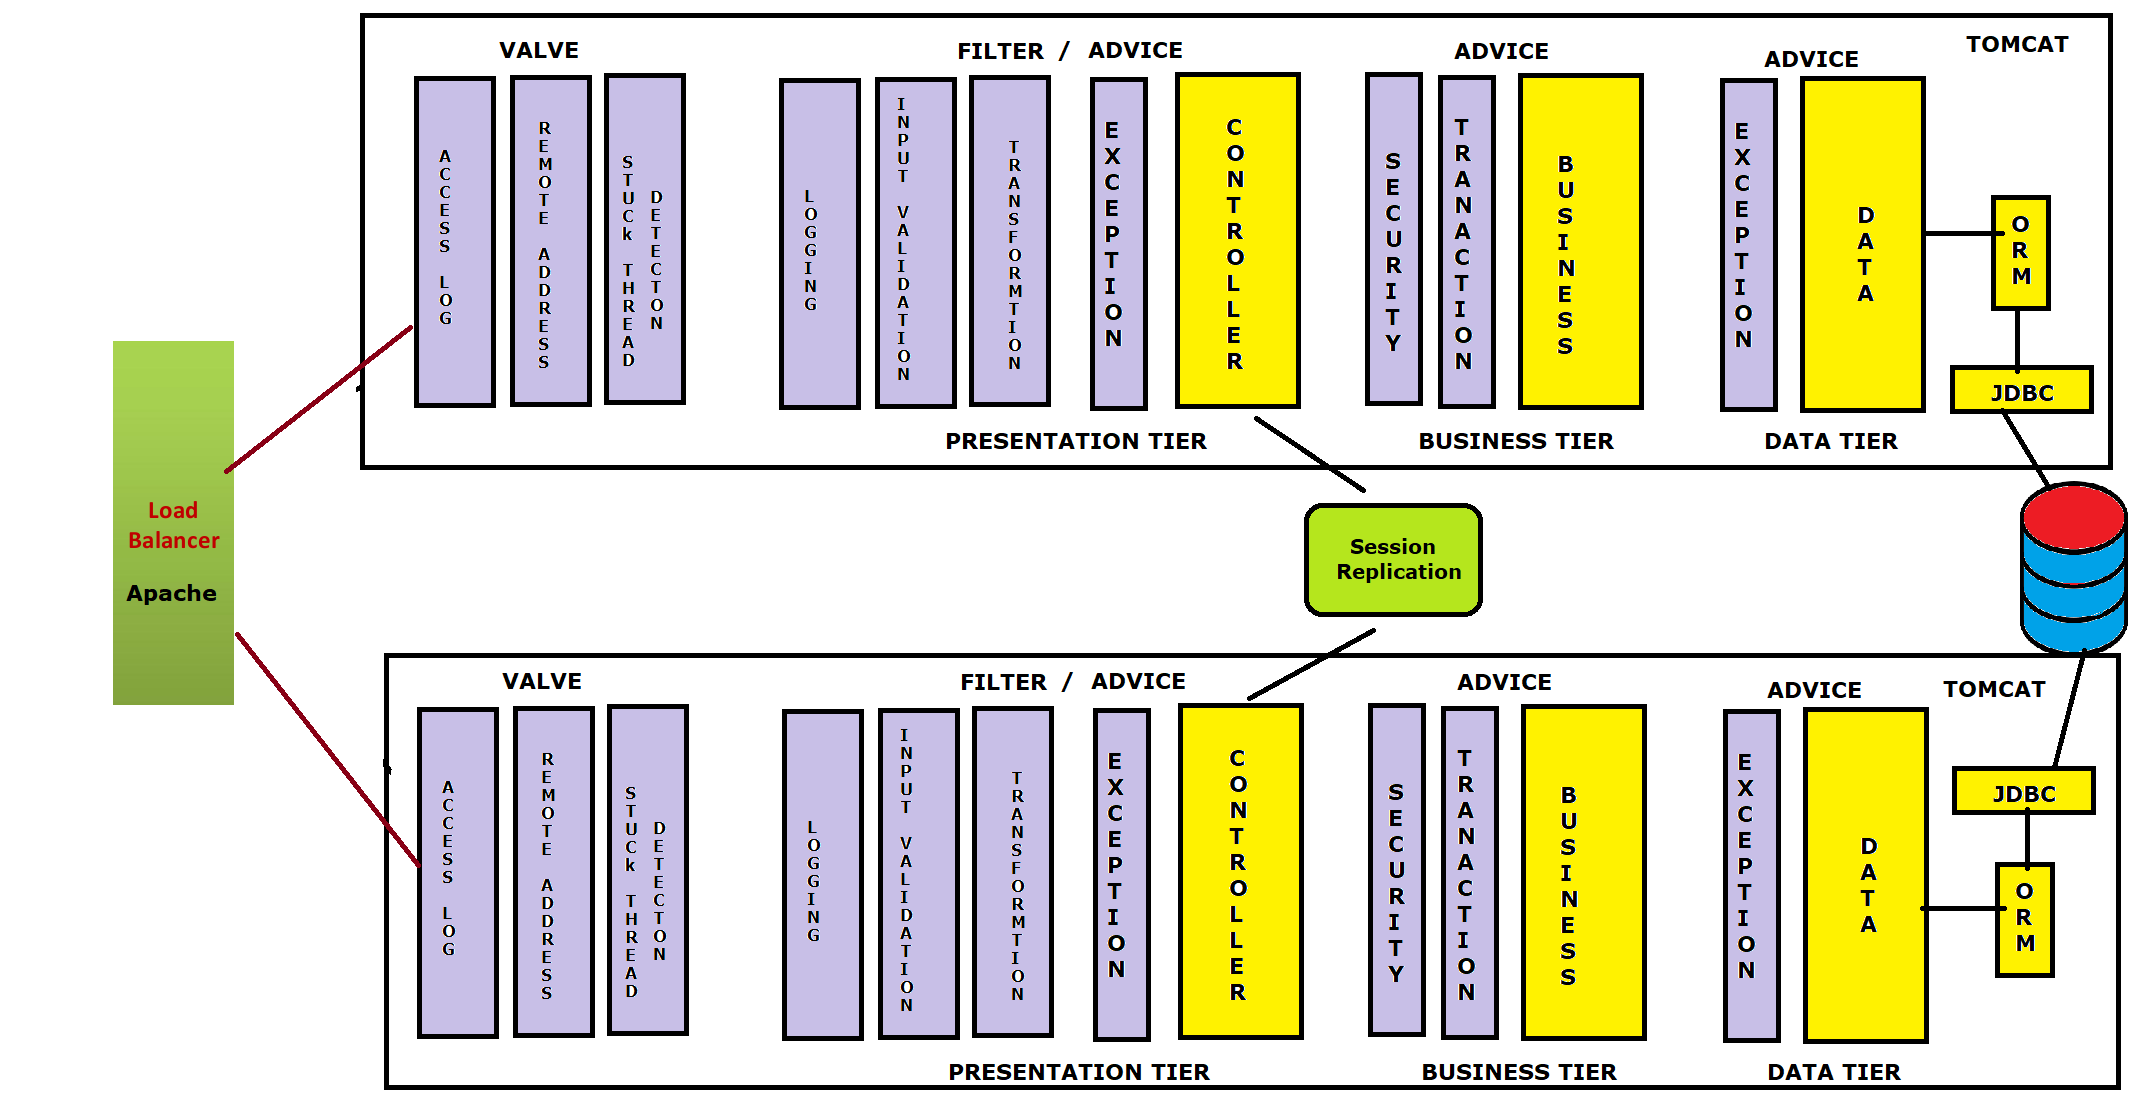 VALVE
FILTER / ADVICE
ADVICE
ADVICE
TOMCAT
ACCESS LOG
REMOTE ADDRESS
STUCk THREAD
DETECTON
LOGGING
INPUT VALIDATION
TRANSFORMTION
EXCEPTION
CONTROLLER
SECURITY
TRANACTION
BUSINESS
EXCEPTION
DATA
ORM
JDBC
PRESENTATION TIER
BUSINESS TIER
DATA TIER
Load
Balancer
Apache
Session
Replication
VALVE
FILTER / ADVICE
ADVICE
ADVICE
TOMCAT
ACCESS LOG
REMOTE ADDRESS
STUCk THREAD
DETECTON
LOGGING
INPUT VALIDATION
TRANSFORMTION
EXCEPTION
CONTROLLER
SECURITY
TRANACTION
BUSINESS
EXCEPTION
DATA
JDBC
ORM
PRESENTATION TIER
BUSINESS TIER
DATA TIER